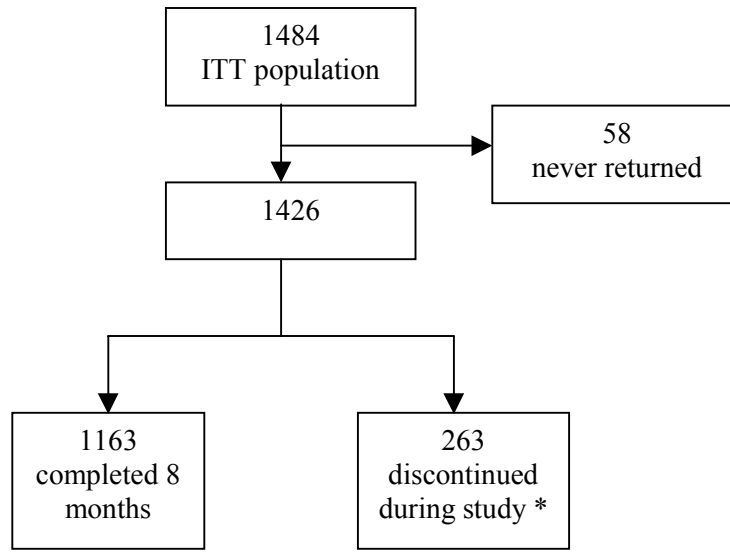 1484
ITT population
58
never returned
1426
1163
completed 8
months
263
discontinued
during study *